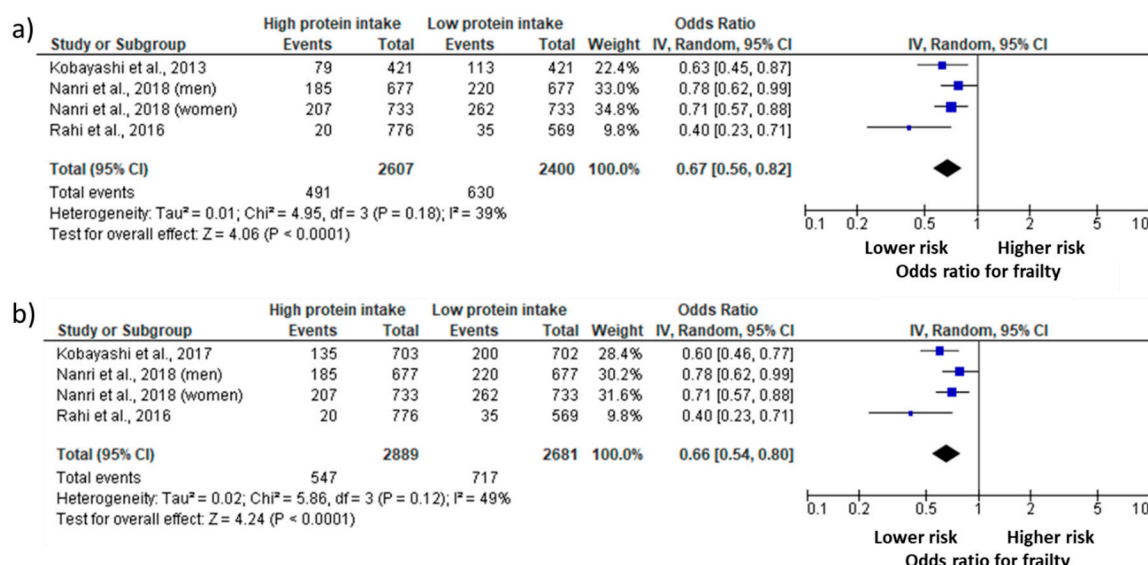 a)
High protein intake Low protein intake Odds Ratio
Study or Subgroup Events Total Events Total Weight IV, Random, 95% CI IV, Random, 95% CI
Kobayashi et al., 2013 79 421 113 421 22.4% 0.63 [0.45, 0.87]
Nanri et al., 2018 (men) 185 677 220 677 33.0% 0.78 [0.62, 0.99]
Nanri et al., 2018 (women) 207 733 262 733 34.8% 0.71 [0.57, 0.88]
Rahi et al., 2016 20 776 35 569 9.8% 0.40 [0.23, 0.71]
Total (95% CI) 2607 2400 100.0% 0.67 [0.56, 0.82]
Total events 491 630
Heterogeneity: Tau² = 0.01; Chi² = 4.95, df = 3 (P = 0.18); I² = 39%
Test for overall effect: Z = 4.06 (P < 0.0001)
0.1 0.2 0.5 1 2 5 10
Lower risk Higher risk
Odds ratio for frailty
b)
High protein intake Low protein intake Odds Ratio
Study or Subgroup Events Total Events Total Weight IV, Random, 95% CI IV, Random, 95% CI
Kobayashi et al., 2017 135 703 200 702 28.4% 0.60 [0.46, 0.77]
Nanri et al., 2018 (men) 185 677 220 677 30.2% 0.78 [0.62, 0.99]
Nanri et al., 2018 (women) 207 733 262 733 31.6% 0.71 [0.57, 0.88]
Rahi et al., 2016 20 776 35 569 9.8% 0.40 [0.23, 0.71]
Total (95% CI) 2889 2681 100.0% 0.66 [0.54, 0.80]
Total events 547 717
Heterogeneity: Tau² = 0.02; Chi² = 5.86, df = 3 (P = 0.12); I² = 49%
Test for overall effect: Z = 4.24 (P < 0.0001)
0.1 0.2 0.5 1 2 5 10
Lower risk Higher risk
Odds ratio for frailty